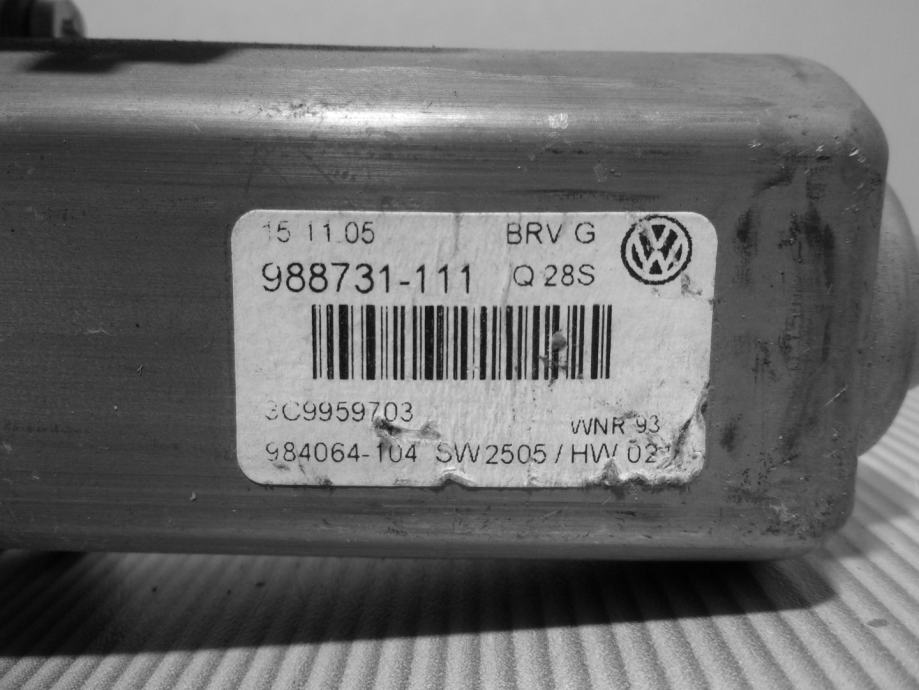 15 11.05 BRV G
988731-111 Q 28S
3C9959703
WNR 93
984064-104 SW2505 / HW 02